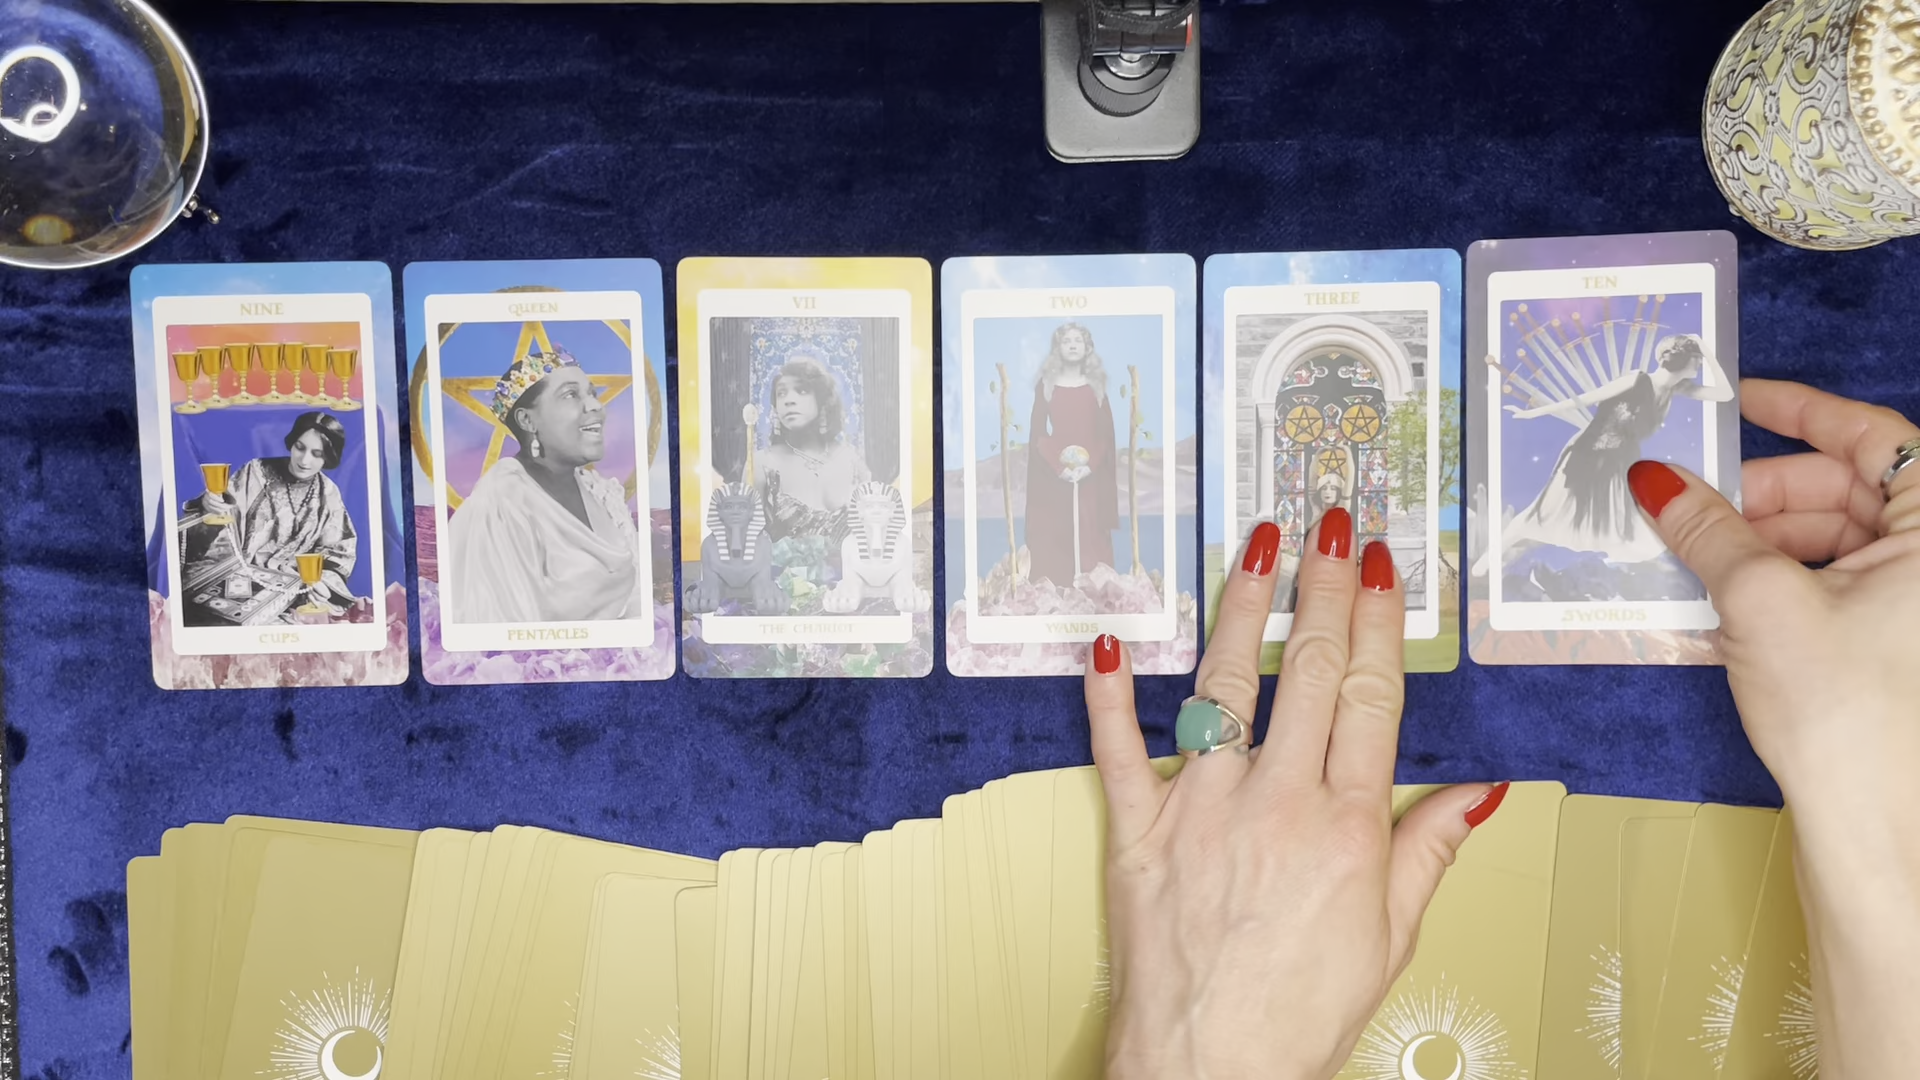 NINE
CUPS
QUEEN
PENTACLES
VII
THE CHARIOT
TWO
WANDS
THREE
TEN
SWORDS